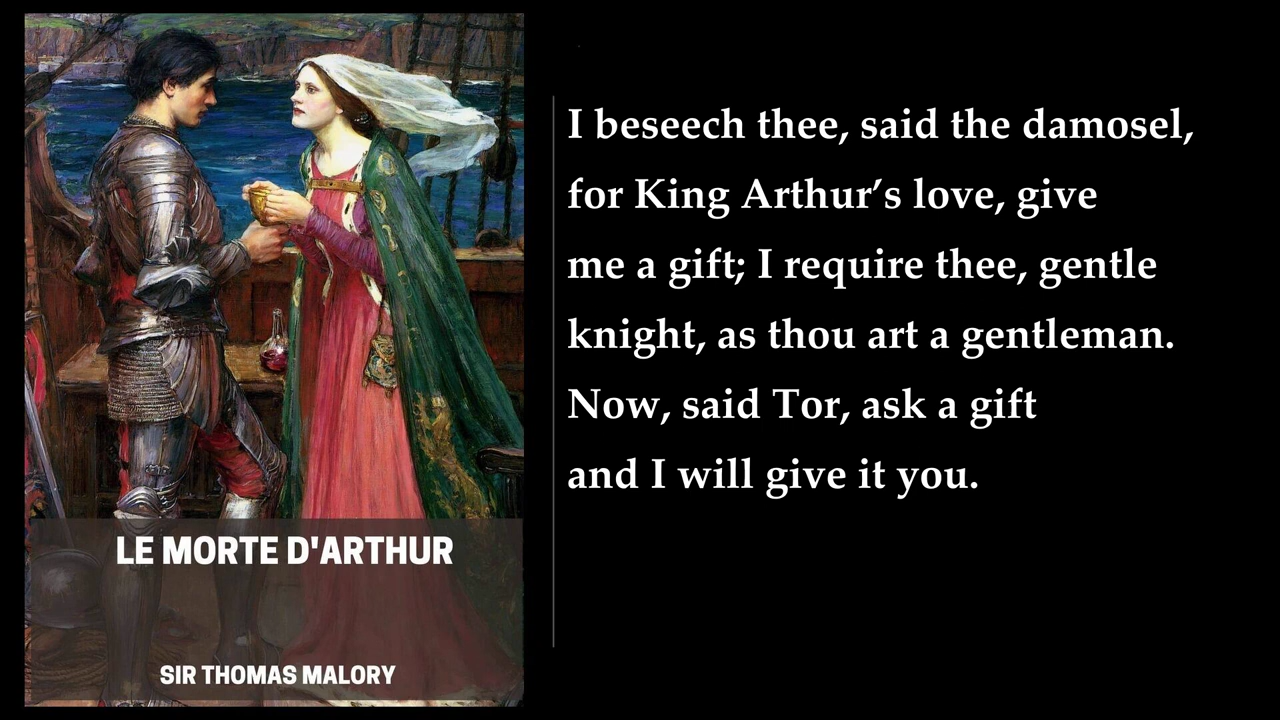 LE MORTE D'ARTHUR
SIR THOMAS MALORY
I beseech thee, said the damosel,
for King Arthur’s love, give
me a gift; I require thee, gentle
knight, as thou art a gentleman.
Now, said Tor, ask a gift
and I will give it you.